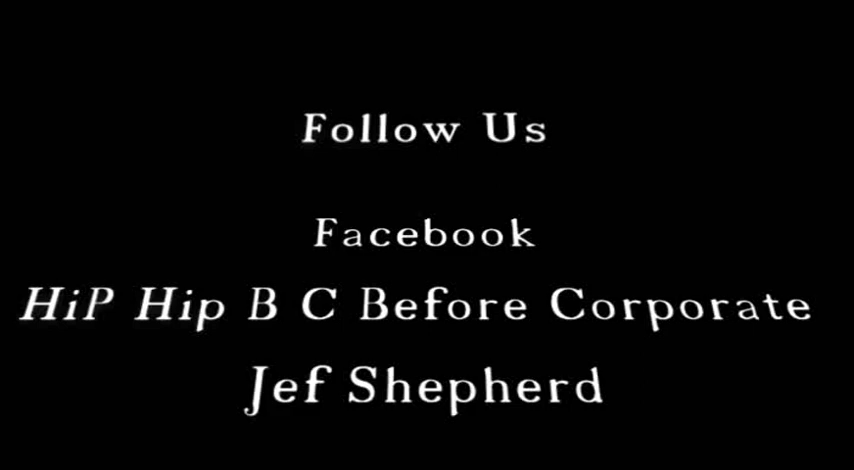 Follow Us
Facebook
HiP Hip B C Before Corporate
Jef Shepherd